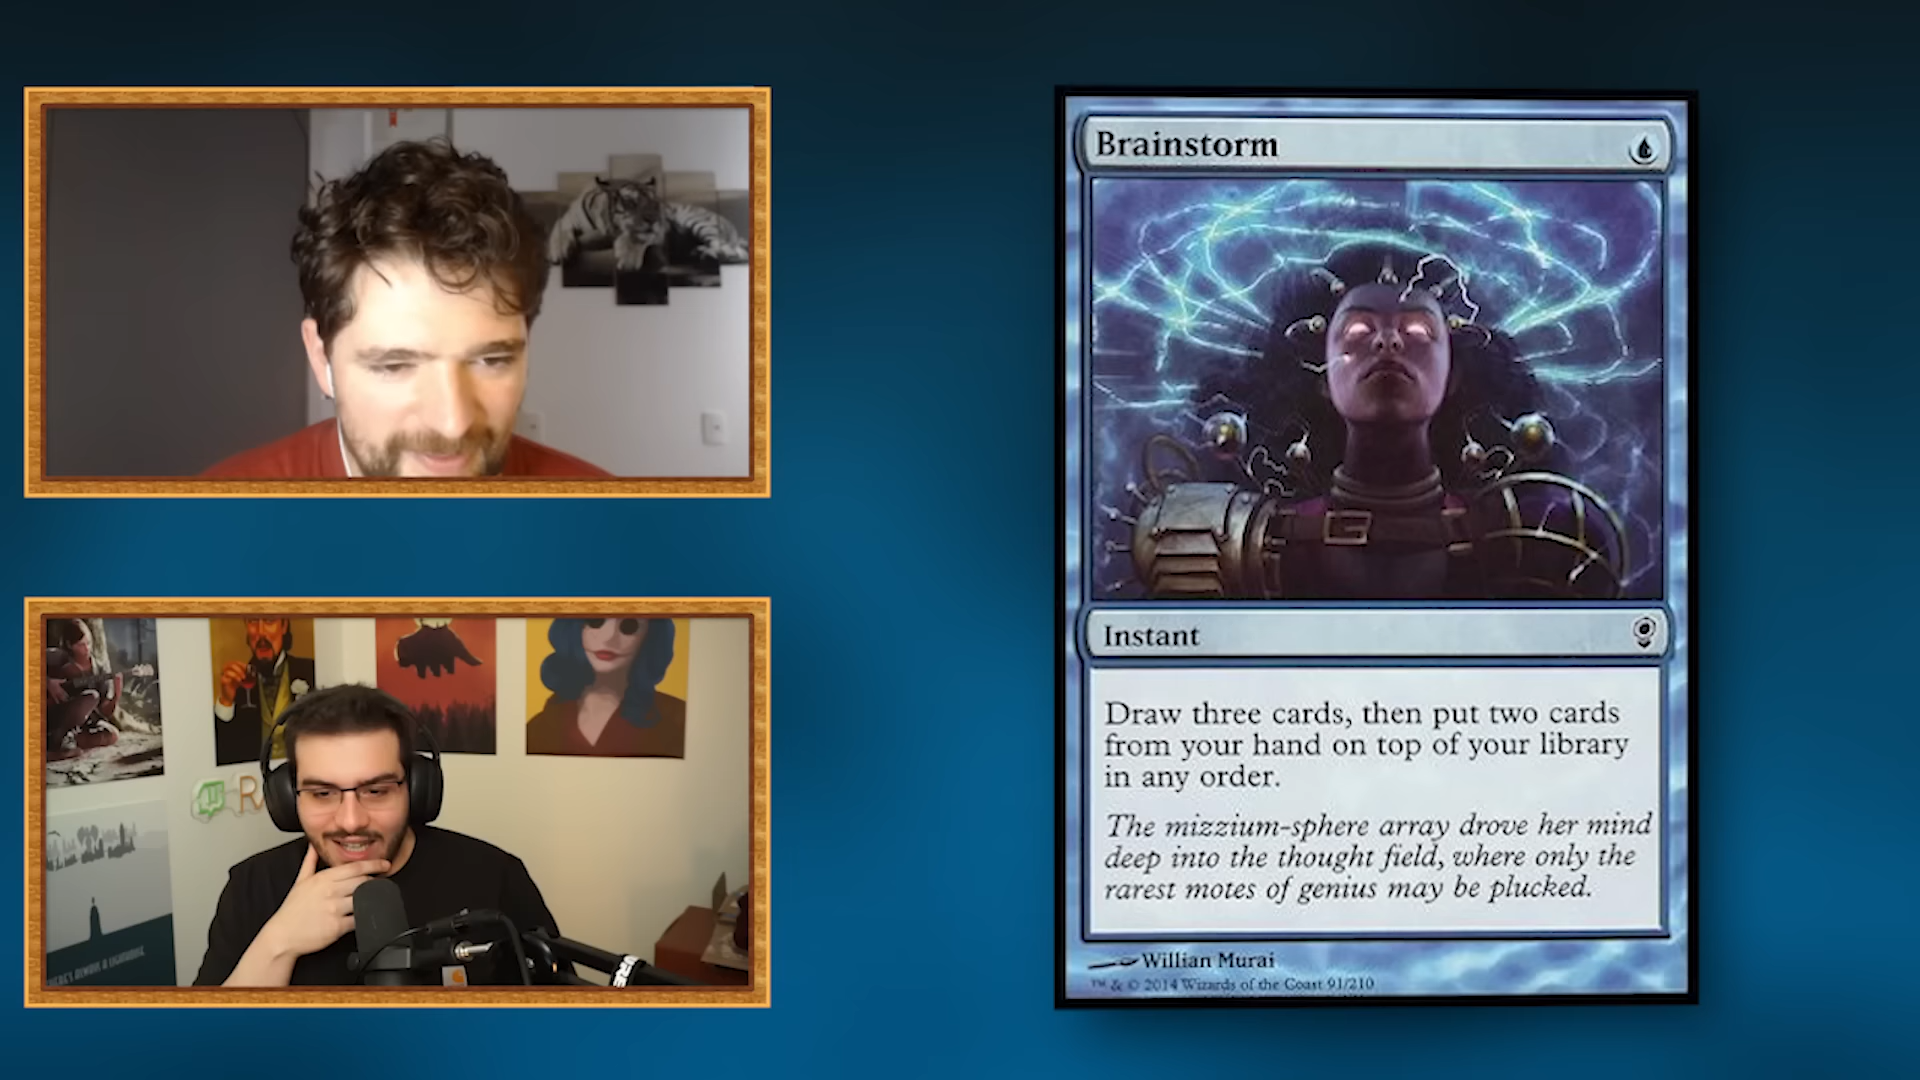 Brainstorm
Instant
Draw three cards, then put two cards
from your hand on top of your library
in any order.
The mizzium-sphere array drove her mind
deep into the thought field, where only the
rarest motes of genius may be plucked.
Willian Murai
™ & © 2014 Wizards of the Coast 91/210